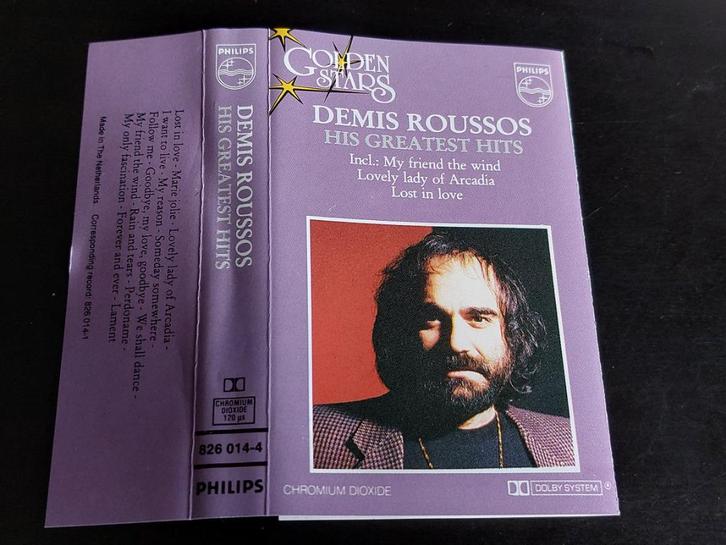 Lost in love - Marie jolie - Lovely lady of Arcadia -
I want to live - My reason - Someday somewhere -
Follow me - Goodbye, my love, goodbye - We shall dance -
My friend the wind - Rain and tears - Perdoname -
My only fascination - Forever and ever - Lament
Made in The Netherlands Corresponding record: 826 014-1
PHILIPS
DEMIS ROUSSOS
HIS GREATEST HITS
CHROMIUM
DIOXIDE
120 µs
826 014-4
PHILIPS
GOLDEN
STARS
PHILIPS
DEMIS ROUSSOS
HIS GREATEST HITS
Incl.: My friend the wind
Lovely lady of Arcadia
Lost in love
CHROMIUM DIOXIDE
DOLBY SYSTEM ®